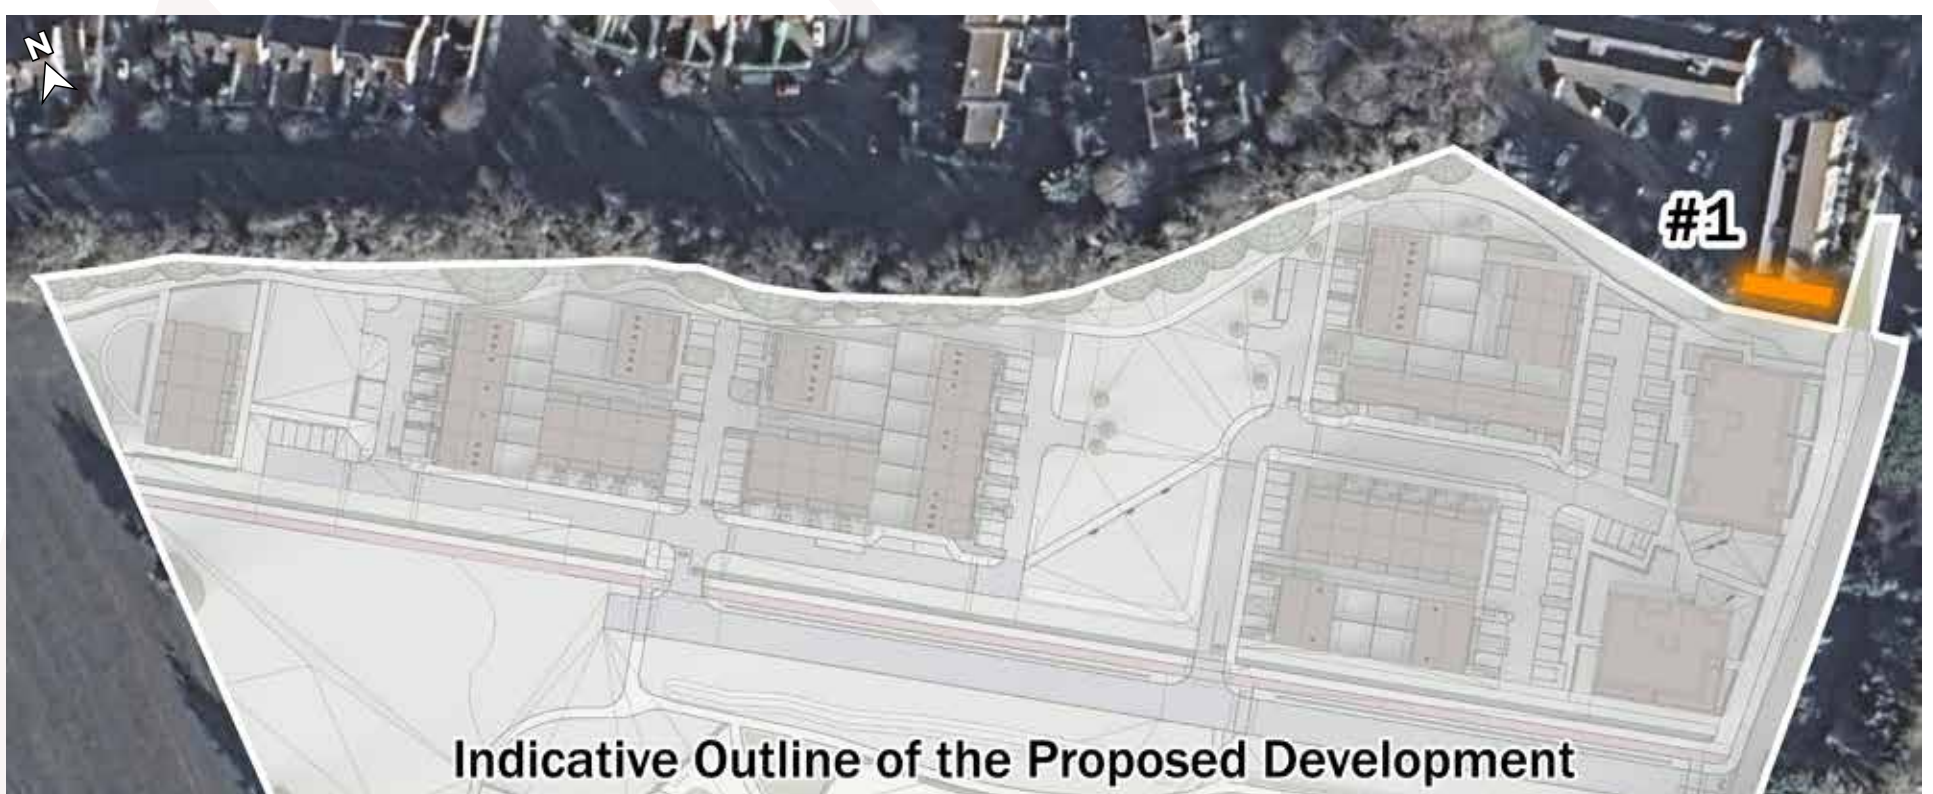 N
#1
Indicative Outline of the Proposed Development